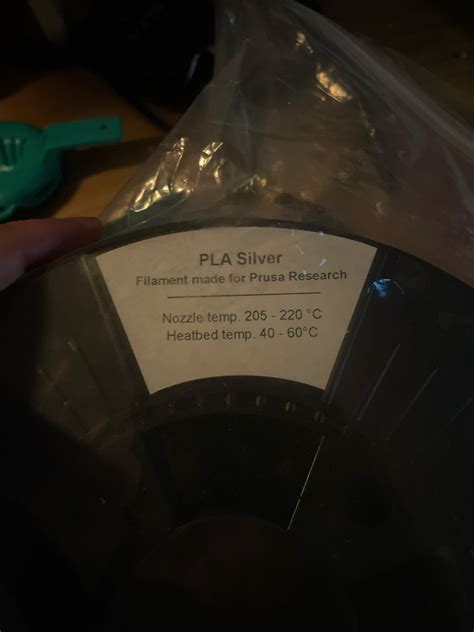 PLA Silver
Filament made for Prusa Research
Nozzle temp. 205 - 220 °C
Heatbed temp. 40 - 60°C